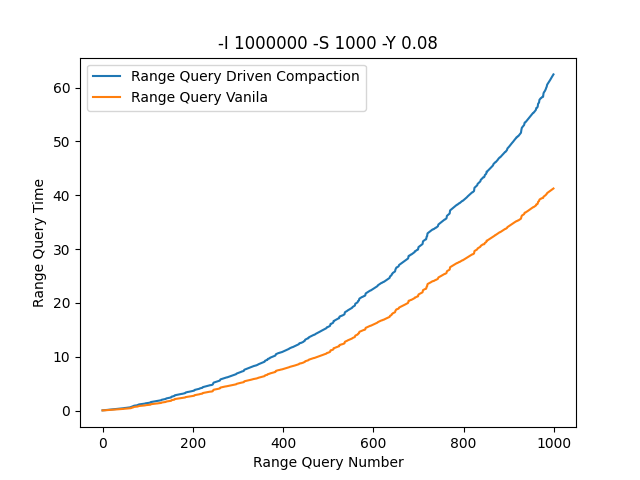 -I 1000000 -S 1000 -Y 0.08
Range Query Driven Compaction
Range Query Vanila
Range Query Time
60
50
40
30
20
10
0
0 200 400 600 800 1000
Range Query Number